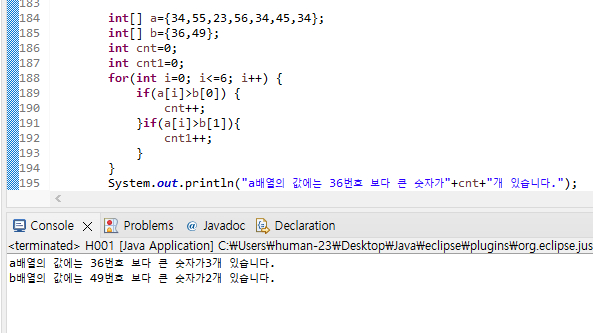 183
184 int[] a={34,55,23,56,34,45,34};
185 int[] b={36,49};
186 int cnt=0;
187 int cnt1=0;
188 for(int i=0; i<=6; i++) {
189 if(a[i]>b[0]) {
190 cnt++;
191 }if(a[i]>b[1]){
192 cnt1++;
193 }
194 }
195 System.out.println("a배열의 값에는 36번호 보다 큰 숫자가"+cnt+"개 있습니다.");
Console Problems @ Javadoc Declaration
<terminated> H001 [Java Application] C:₩Users₩human-23₩Desktop₩Java₩eclipse₩plugins₩org.eclipse.jus
a배열의 값에는 36번호 보다 큰 숫자가3개 있습니다.
b배열의 값에는 49번호 보다 큰 숫자가2개 있습니다.